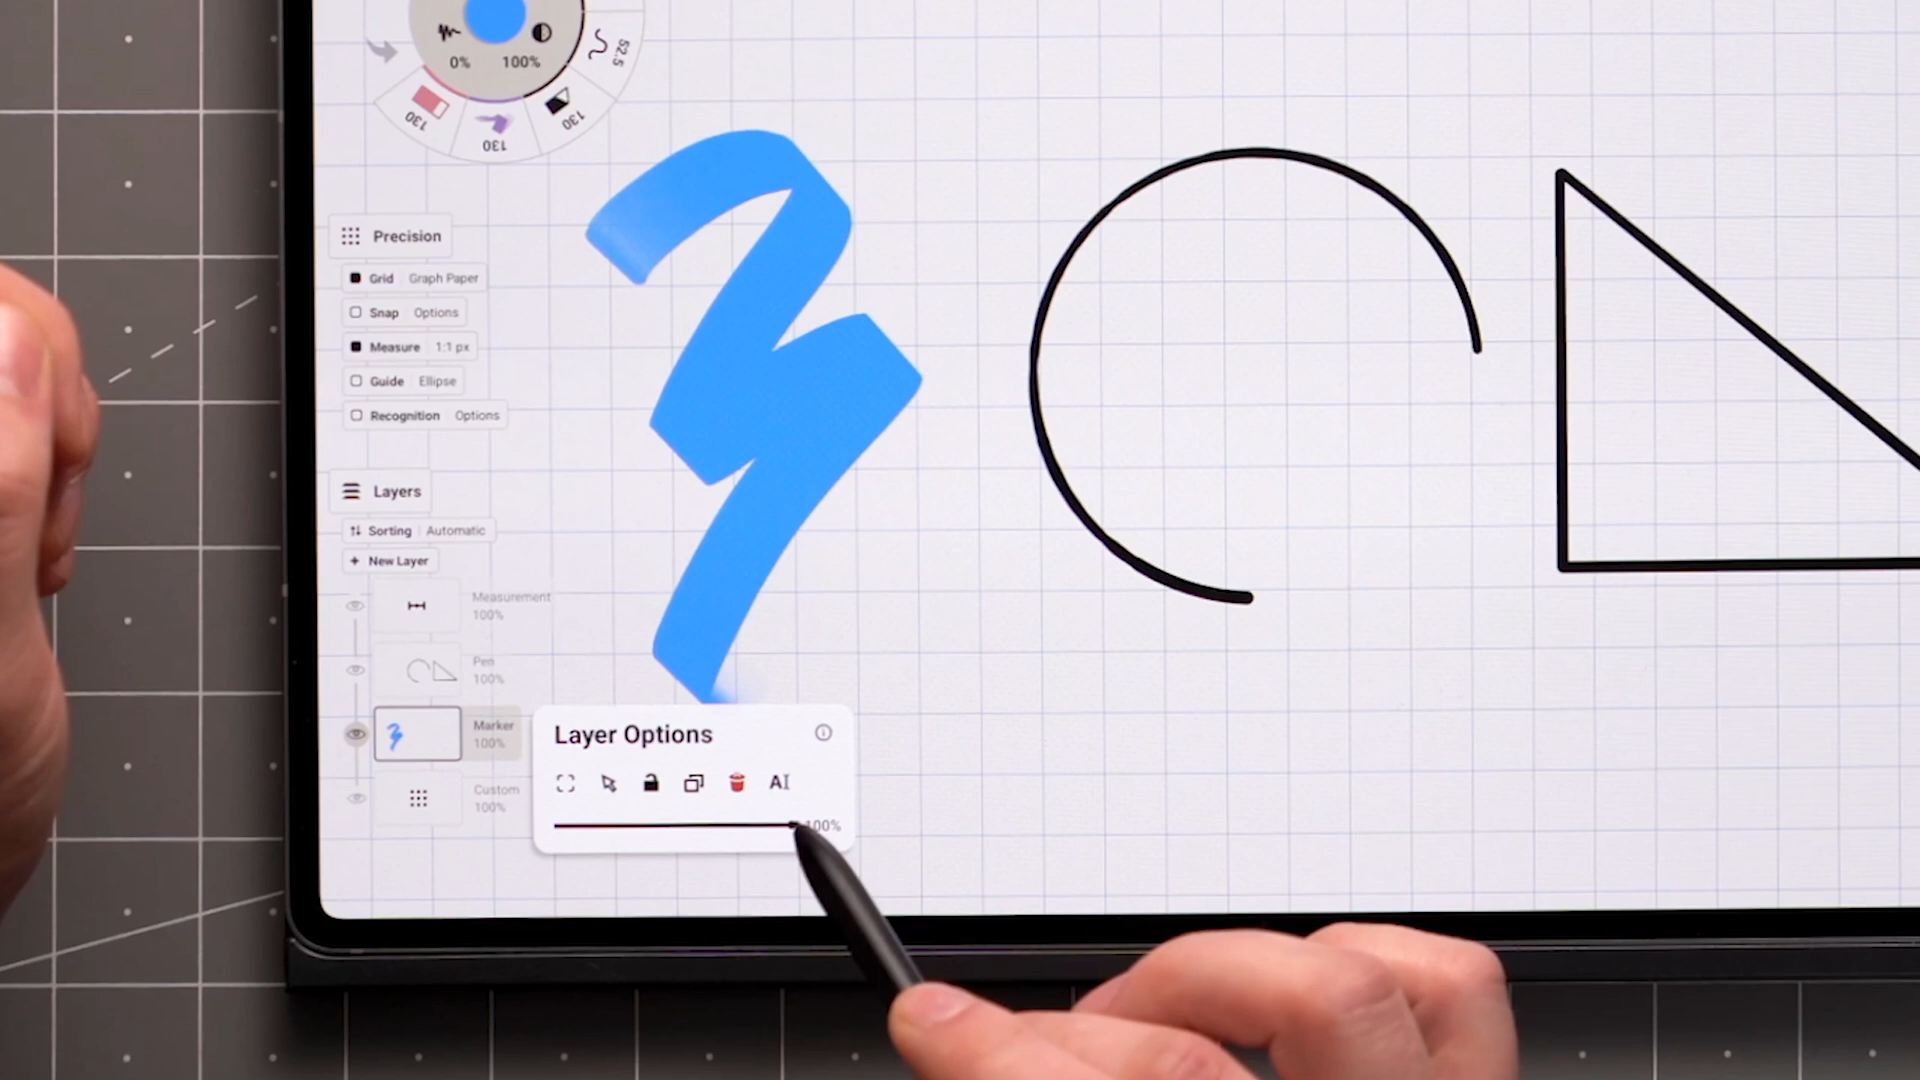 0% 100%
52.5
130
130
130
Precision
Grid Graph Paper
Snap Options
Measure 1:1 px
Guide Ellipse
Recognition Options
Layers
Sorting Automatic
+ New Layer
Measurement
100%
Pen
100%
Marker
100%
Layer Options
AI
Custom
100%
100%